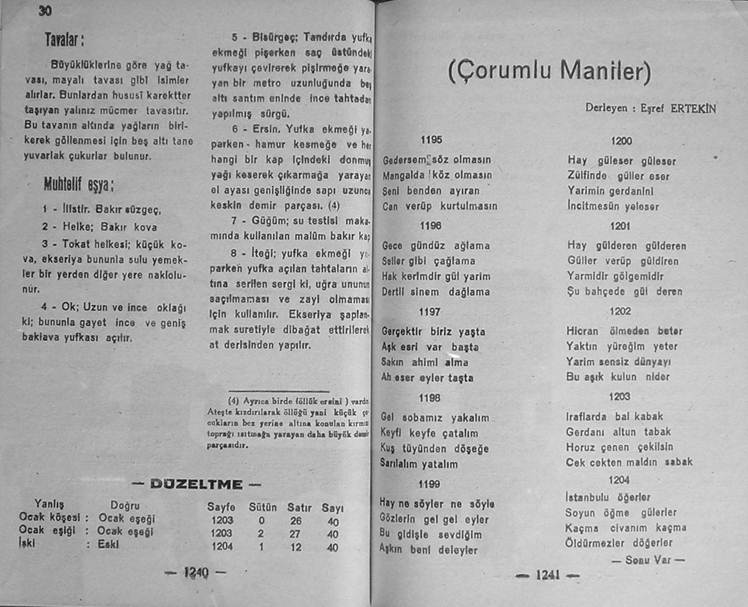 30
Tavalar :
Büyüklüklerine göre yağ ta-
vası, mayalı tavası gibi isimler
alırlar. Bunlardan hususî karektter
taşıyan yalınız mücmer tavasıtır.
Bu tavanın altında yağların biri-
kerek göllenmesi için beş altı tane
yuvarlak çukurlar bulunur.
Muhtelif eşya :
1 - İlistir. Bakır süzgeç,
2 - Helke; Bakır kova
3 - Tokat helkesi; küçük ko-
va, ekseriya bununla sulu yemek-
ler bir yerden diğer yere naklolu-
nur.
4 - Ok; Uzun ve ince oklağı
ki; bununla gayet ince ve geniş
baklava yufkası açılır.
5 - Bisürgeç; Tandırda yufka
ekmeği pişerken saç üstündeki
yufkayı çevirerek pişirmeğe yara-
yan bir metro uzunluğunda beş
altı santim eninde ince tahtadan
yapılmış sürgü.
6 - Ersin. Yufka ekmeği ya-
parken - hamur kesmeğe ve her
hangi bir kap içindeki donmuş
yağı keserek çıkarmağa yarayan
el ayası genişliğinde sapı uzunca
keskin demir parçası. (4)
7 - Güğüm; su testisi maka-
mında kullanılan malûm bakır
8 - İteği; yufka ekmeği
parken yufka açılan tahtaların al-
tına serilen sergi ki, uğra ununun
saçılmaması ve zayi olmaması
için kullanılır. Ekseriya şaplan-
mak suretiyle dibağat ettirilerek
at derisinden yapılır.
(4) Ayrıca birde föllük ersini ) vardır
Ateşte kızdırılarak öllüğü yani küçük ço-
cukların bez yerine altına konulan kırmızı
toprağı ısıtmağa yarayan daha büyük demir
parçasıdır.
— DÜZELTME —
Yanlış Doğru Sayfe Sütün Satır Sayı
Ocak köşesi : Ocak eşeği 1203 0 26 40
Ocak eşiği : Ocak eşeği 1203 2 27 40
İski : Eski 1204 1 12 40
— 1240 —
(Çorumlu Maniler)
Derleyen : Eşref ERTEKİN
1195
Gedersem söz olmasın
Mangalda köz olmasın
Seni benden ayıran
Can verüp kurtulmasın
1196
Gece gündüz ağlama
Seller gibi çağlama
Hak kerimdir gül yarim
Dertli sinem dağlama
1197
Gerçektir biriz yaşta
Aşk esri var başta
Sakın ahimi alma
Ah eser eyler taşta
1198
Gel sobamız yakalım
Keyfi keyfe çatalım
Kuş tüyünden döşeğe
Sarılalım yatalım
1199
Hay ne söyler ne söyle
Gözlerin gel gel eyler
Bu gidişle sevdiğim
Aşkın beni deleyler
1200
Hay güleser güleser
Zülfinde güller eser
Yarimin gerdanini
İncitmesün yeleser
1201
Hay gülderen gülderen
Güller verüp güldiren
Yarmidir gölgemidir
Şu bahçede gül deren
1202
Hicran ölmeden beter
Yaktın yüreğim yeter
Yarim sensiz dünyayı
Bu aşık kulun nider
1203
Iraflarda bal kabak
Gerdanı altun tabak
Horuz çenen çekilsin
Cek cekten maldın sabak
1204
İstanbulu öğerler
Soyun öğme gülerler
Kaçma civanım kaçma
Öldürmezler döğerler
— Sonu Var —
— 1241 —